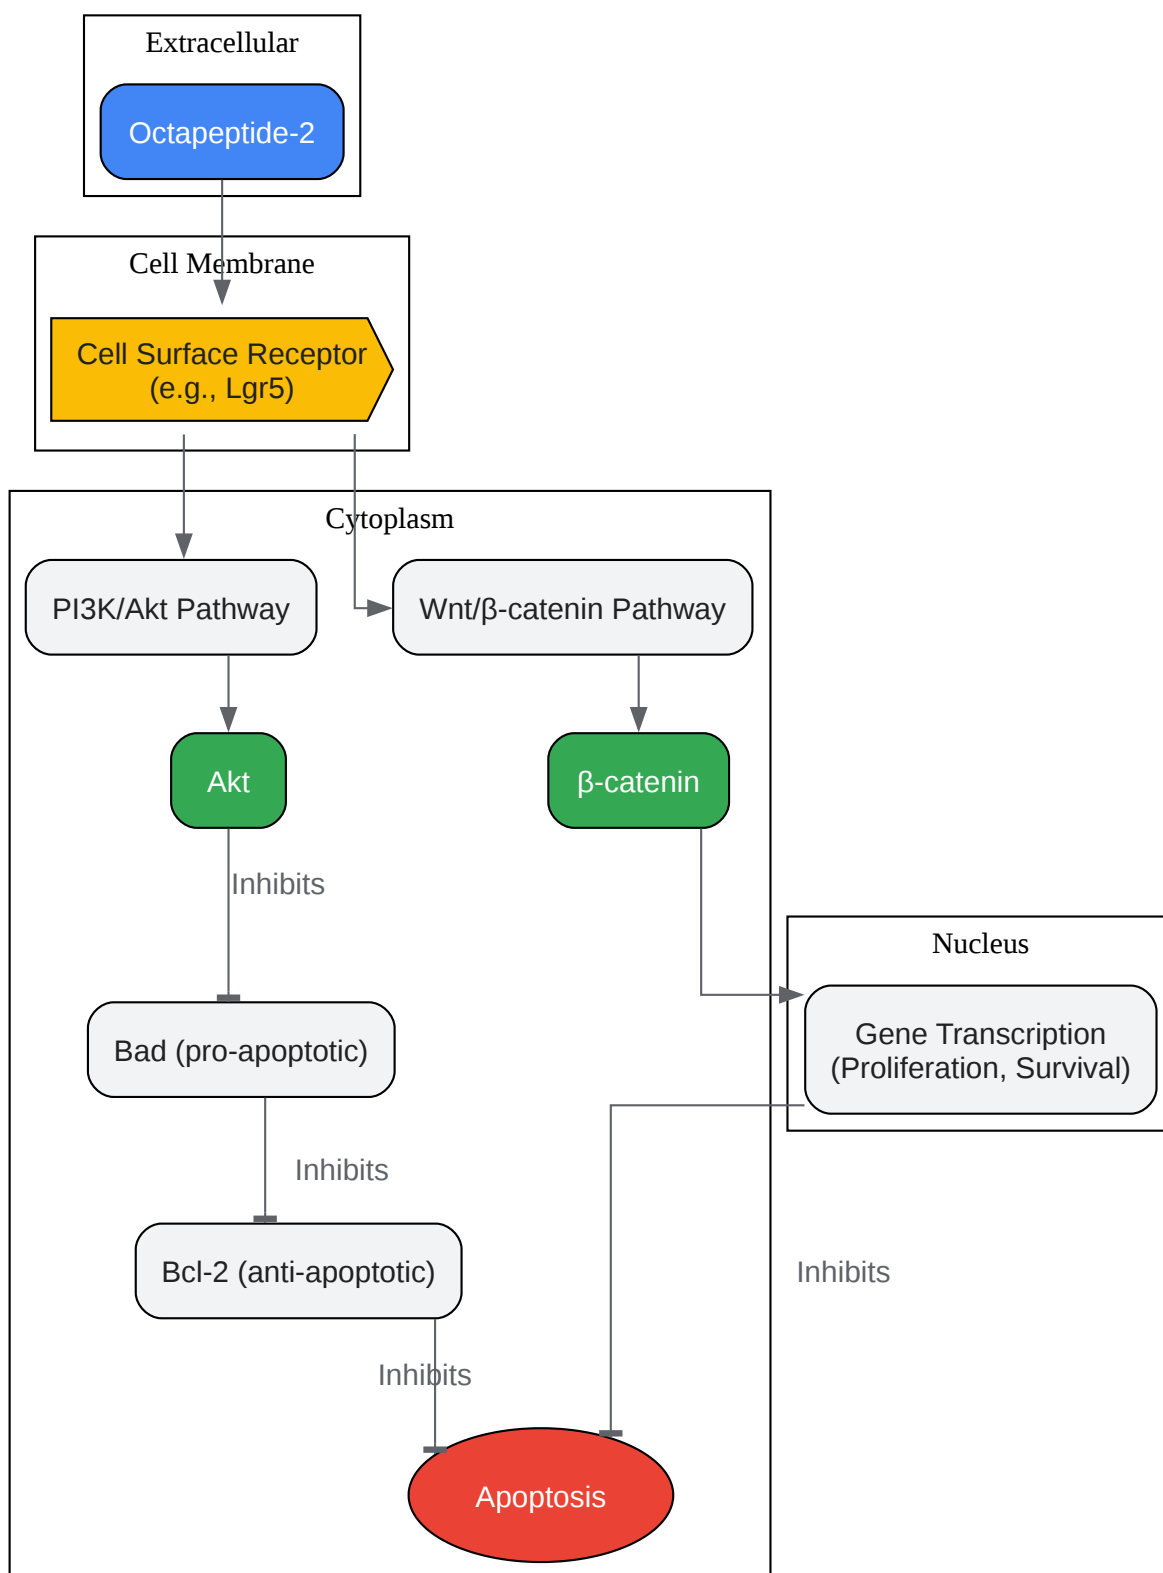 Extracellular
Octapeptide-2
Cell Membrane
Cell Surface Receptor
(e.g., Lgr5)
Cytoplasm
PI3K/Akt Pathway
Wnt/β-catenin Pathway
Akt
β-catenin
Inhibits
Nucleus
Gene Transcription
(Proliferation, Survival)
Bad (pro-apoptotic)
Inhibits
Bcl-2 (anti-apoptotic)
Inhibits
Inhibits
Apoptosis